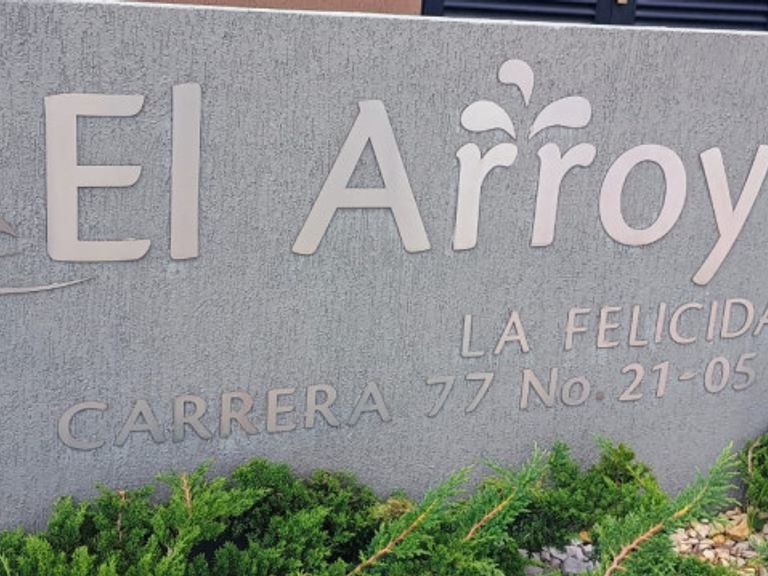 El Arroy
LA FELICIDA
CARRERA 77 No. 21-05